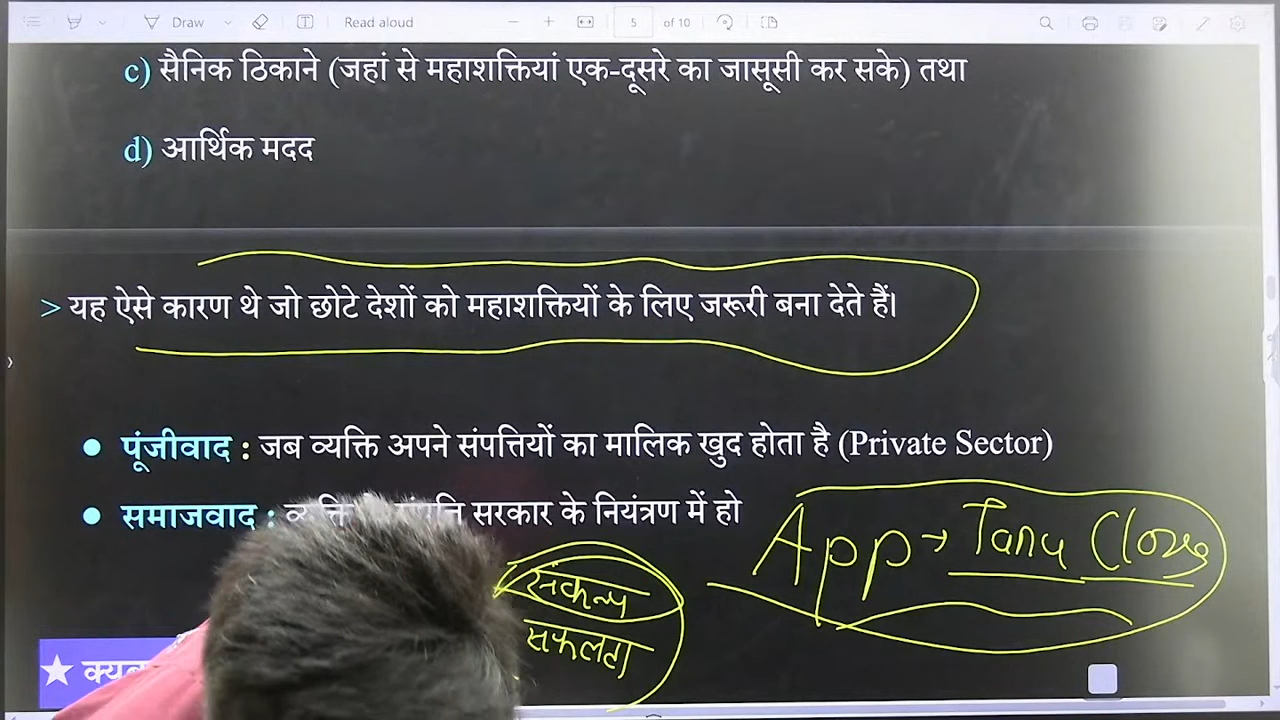 Draw
Read aloud
5 of 10
c) सैनिक ठिकाने (जहां से महाशक्तियां एक-दूसरे का जासूसी कर सके) तथा
d) आर्थिक मदद
> यह ऐसे कारण थे जो छोटे देशों को महाशक्तियों के लिए जरूरी बना देते हैं।
• पूंजीवाद : जब व्यक्ति अपने संपत्तियों का मालिक खुद होता है (Private Sector)
• समाजवाद : सरकार के नियंत्रण में हो
App → Tanu
संकल्प
सफलता
★